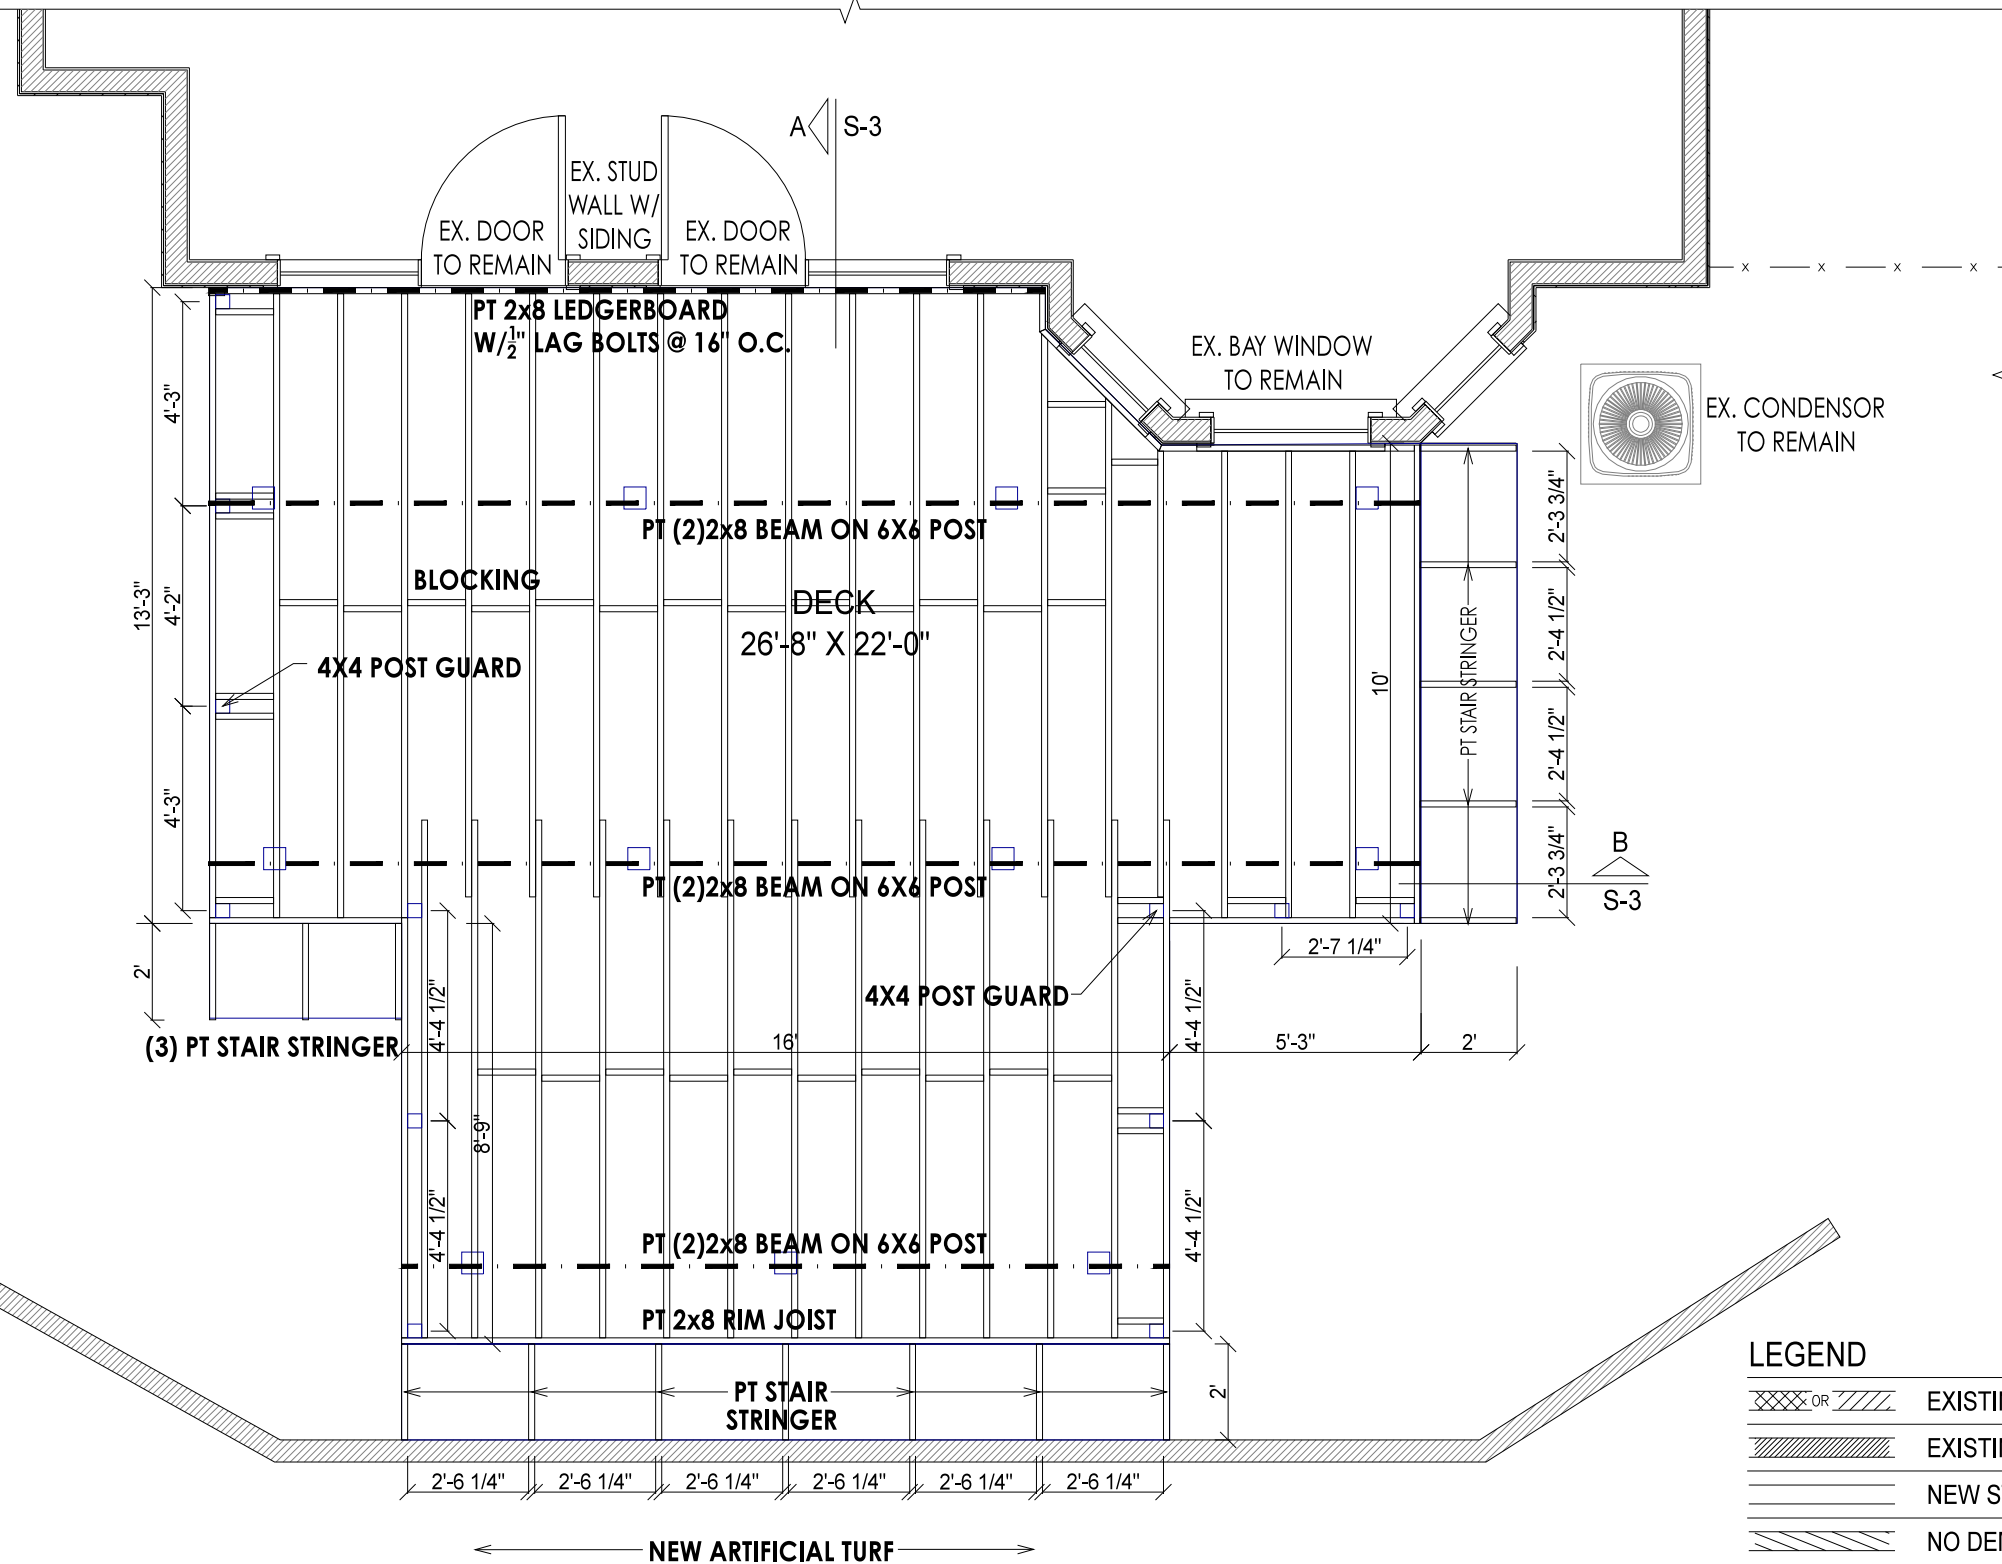 A
S-3
EX. STUD
WALL W/
SIDING
EX. DOOR
TO REMAIN
EX. DOOR
TO REMAIN
x x x x
PT 2x8 LEDGERBOARD
W/½" LAG BOLTS @ 16" O.C.
EX. BAY WINDOW
TO REMAIN
EX. CONDENSOR
TO REMAIN
4'-3"
4'-2"
4'-3"
13'-3"
2'
PT (2)2x8 BEAM ON 6X6 POST
BLOCKING
DECK
26'-8" X 22'-0"
4X4 POST GUARD
10'
PT STAIR STRINGER
2'-3 3/4"
2'-4 1/2"
2'-4 1/2"
2'-3 3/4"
B
S-3
PT (2)2x8 BEAM ON 6X6 POST
2'-7 1/4"
4X4 POST GUARD
(3) PT STAIR STRINGER
16'
5'-3"
2'
4'-4 1/2"
4'-4 1/2"
8'-9"
4'-4 1/2"
4'-4 1/2"
PT (2)2x8 BEAM ON 6X6 POST
PT 2x8 RIM JOIST
PT STAIR
STRINGER
2'
2'-6 1/4" 2'-6 1/4" 2'-6 1/4" 2'-6 1/4" 2'-6 1/4" 2'-6 1/4"
NEW ARTIFICIAL TURF
LEGEND
OR
NEW S